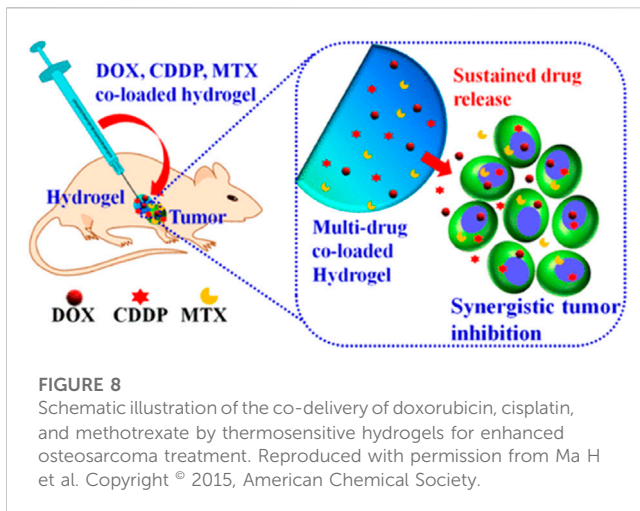 DOX, CDDP, MTX
co-loaded hydrogel
Hydrogel
Tumor
DOX CDDP MTX
Sustained drug
release
Multi-drug
co-loaded
Hydrogel
Synergistic tumor
inhibition
FIGURE 8
Schematic illustration of the co-delivery of doxorubicin, cisplatin,
and methotrexate by thermosensitive hydrogels for enhanced
osteosarcoma treatment. Reproduced with permission from Ma H
et al. Copyright © 2015, American Chemical Society.